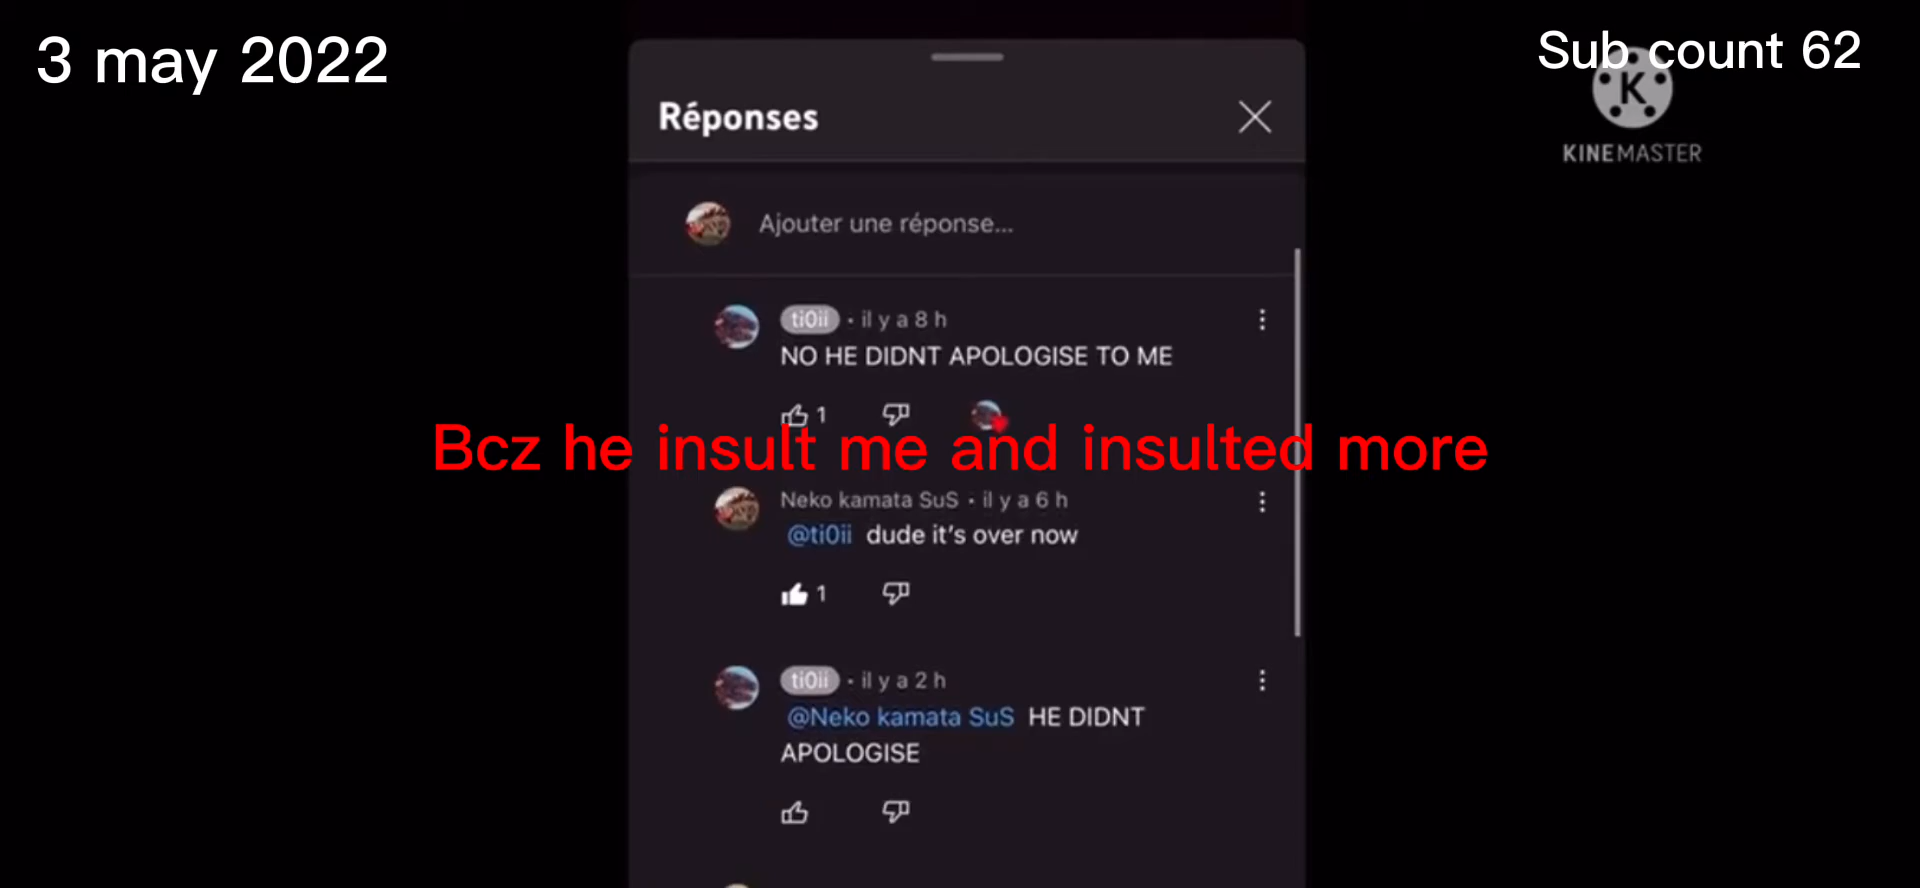 3 may 2022
Sub count 62
K
KINEMASTER
Réponses
Ajouter une réponse...
ti0ii · il y a 8 h
NO HE DIDNT APOLOGISE TO ME
1
Bcz he insult me and insulted more
Neko kamata SuS · il y a 6 h
@ti0ii dude it's over now
1
ti0ii · il y a 2 h
@Neko kamata SuS HE DIDNT
APOLOGISE